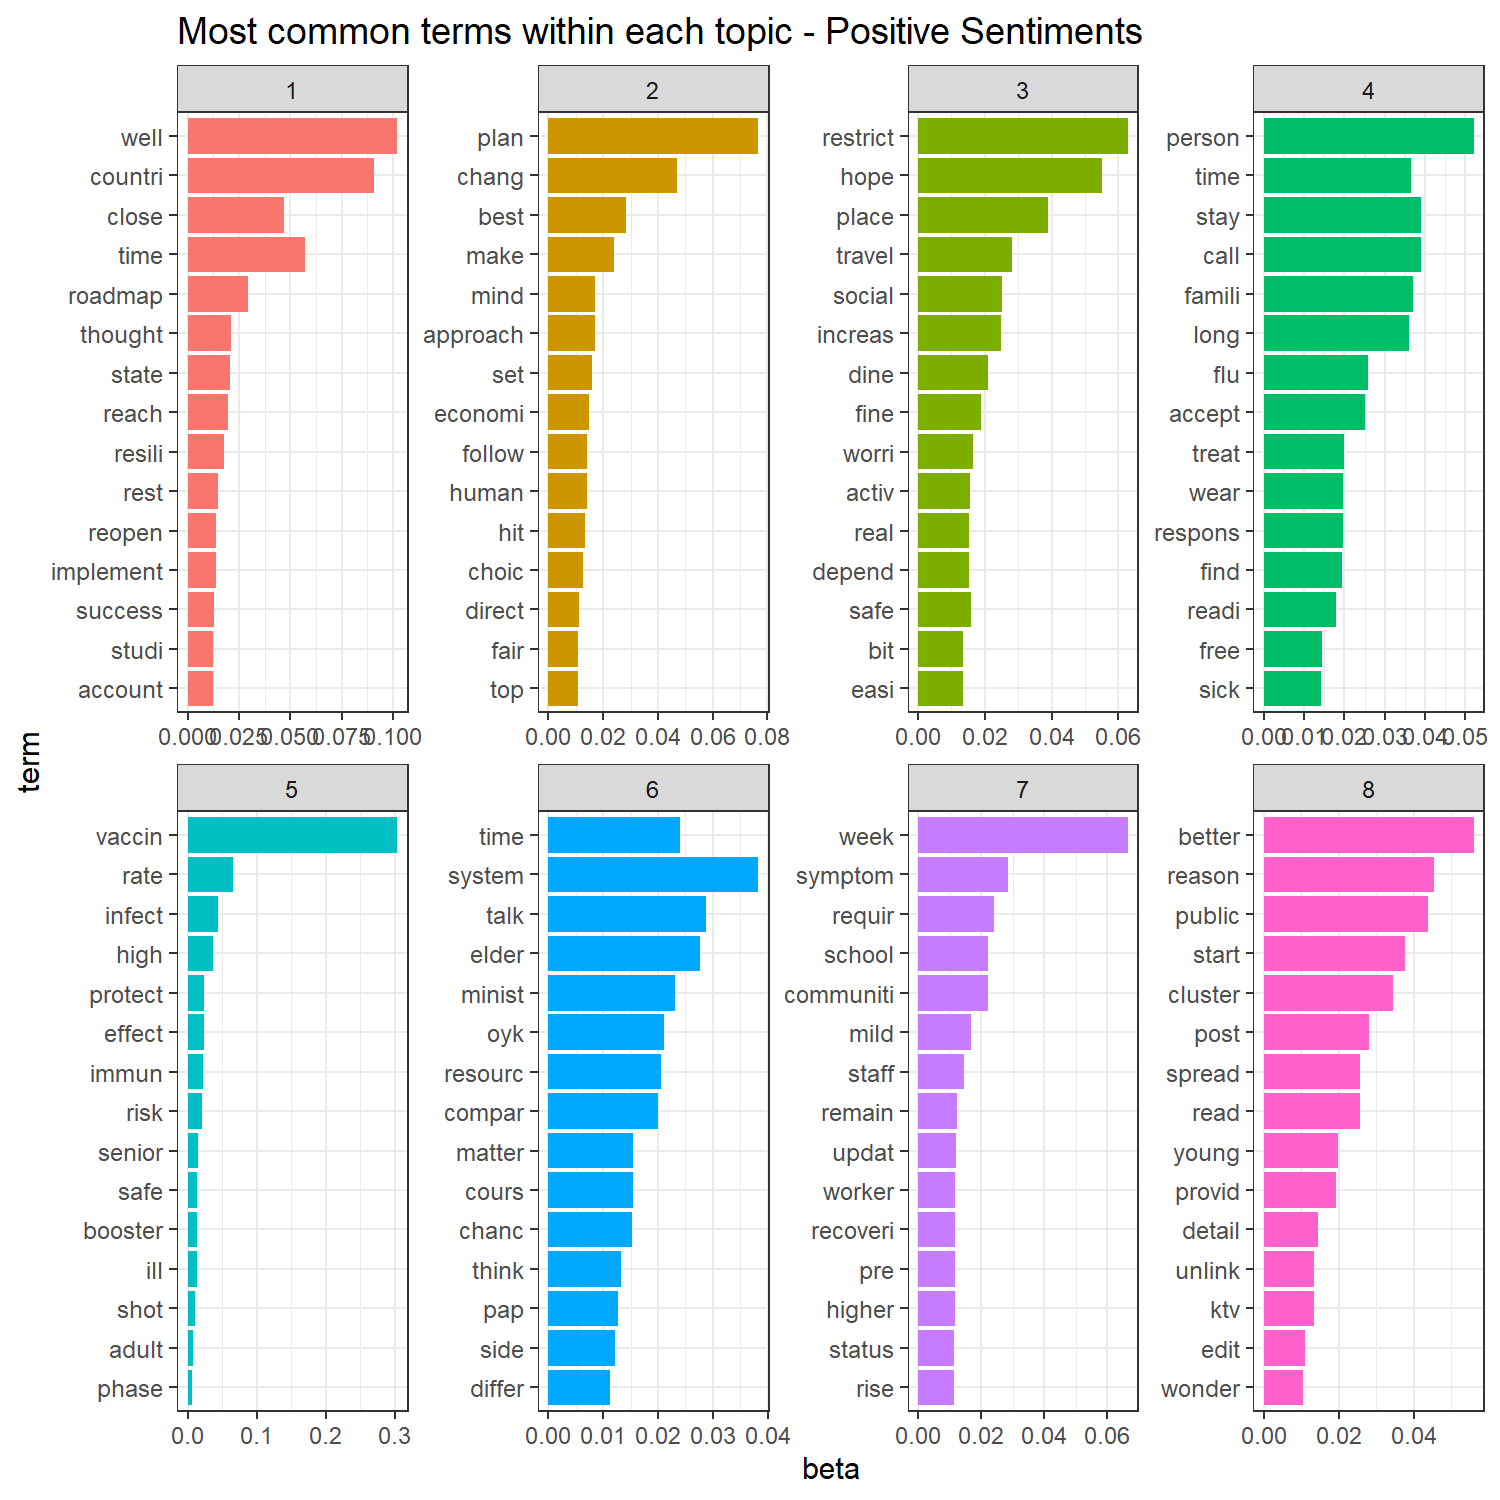 Most common terms within each topic - Positive Sentiments
1
well
countri
close
time
roadmap
thought
state
reach
resili
rest
reopen
implement
success
studi
account
0.000 0.025 0.050 0.075 0.100
2
plan
chang
best
make
mind
approach
set
economi
follow
human
hit
choic
direct
fair
top
0.00 0.02 0.04 0.06 0.08
3
restrict
hope
place
travel
social
increas
dine
fine
worri
activ
real
depend
safe
bit
easi
0.00 0.02 0.04 0.06
4
person
time
stay
call
famili
long
flu
accept
treat
wear
respons
find
readi
free
sick
0.00 0.01 0.02 0.03 0.04 0.05
term
5
vaccin
rate
infect
high
protect
effect
immun
risk
senior
safe
booster
ill
shot
adult
phase
0.0 0.1 0.2 0.3
6
time
system
talk
elder
minist
oyk
resourc
compar
matter
cours
chanc
think
pap
side
differ
0.00 0.01 0.02 0.03 0.04
7
week
symptom
requir
school
communiti
mild
staff
remain
updat
worker
recoveri
pre
higher
status
rise
0.00 0.02 0.04 0.06
8
better
reason
public
start
cluster
post
spread
read
young
provid
detail
unlink
ktv
edit
wonder
0.00 0.02 0.04
beta